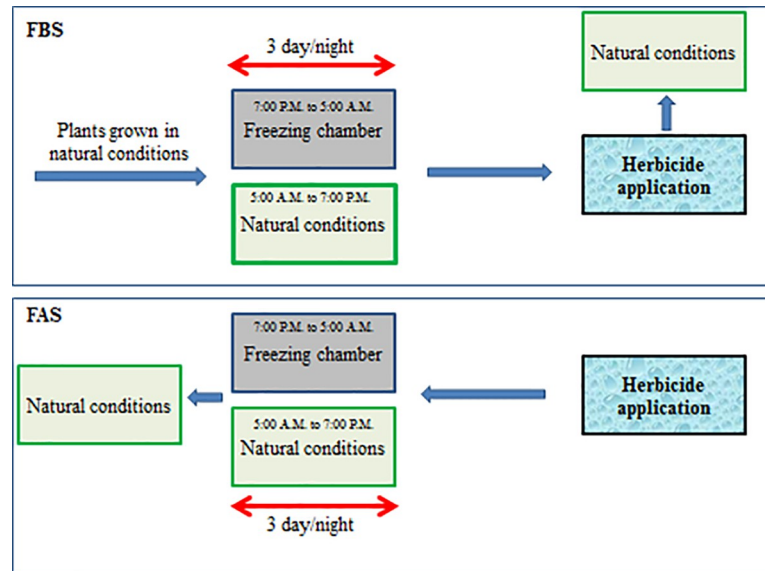 FBS
3 day/night
7:00 P.M. to 5:00 A.M.
Freezing chamber
Plants grown in
natural conditions
5:00 A.M. to 7:00 P.M.
Natural conditions
Natural conditions
Herbicide
application
FAS
7:00 P.M. to 5:00 A.M.
Freezing chamber
Natural conditions
5:00 A.M. to 7:00 P.M.
Natural conditions
3 day/night
Herbicide
application